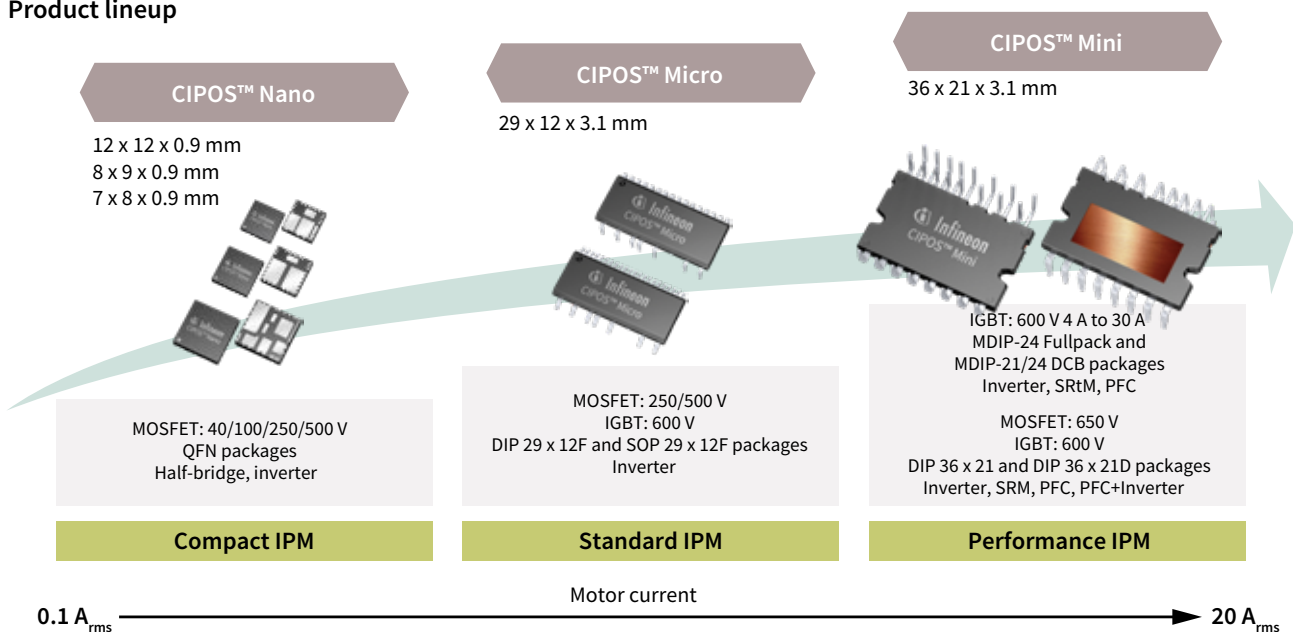 Product lineup
CIPOS™ Nano
12 x 12 x 0.9 mm
8 x 9 x 0.9 mm
7 x 8 x 0.9 mm
CIPOS™ Micro
29 x 12 x 3.1 mm
CIPOS™ Mini
36 x 21 x 3.1 mm
Infineon
CIPOS™ Micro
Infineon
CIPOS™ Micro
Infineon
CIPOS™ Mini
MOSFET: 40/100/250/500 V
QFN packages
Half-bridge, inverter
Compact IPM
MOSFET: 250/500 V
IGBT: 600 V
DIP 29 x 12F and SOP 29 x 12F packages
Inverter
Standard IPM
IGBT: 600 V 4 A to 30 A
MDIP-24 Fullpack and
MDIP-21/24 DCB packages
Inverter, SRtM, PFC
MOSFET: 650 V
IGBT: 600 V
DIP 36 x 21 and DIP 36 x 21D packages
Inverter, SRM, PFC, PFC+Inverter
Performance IPM
Motor current
0.1 Arms
20 Arms